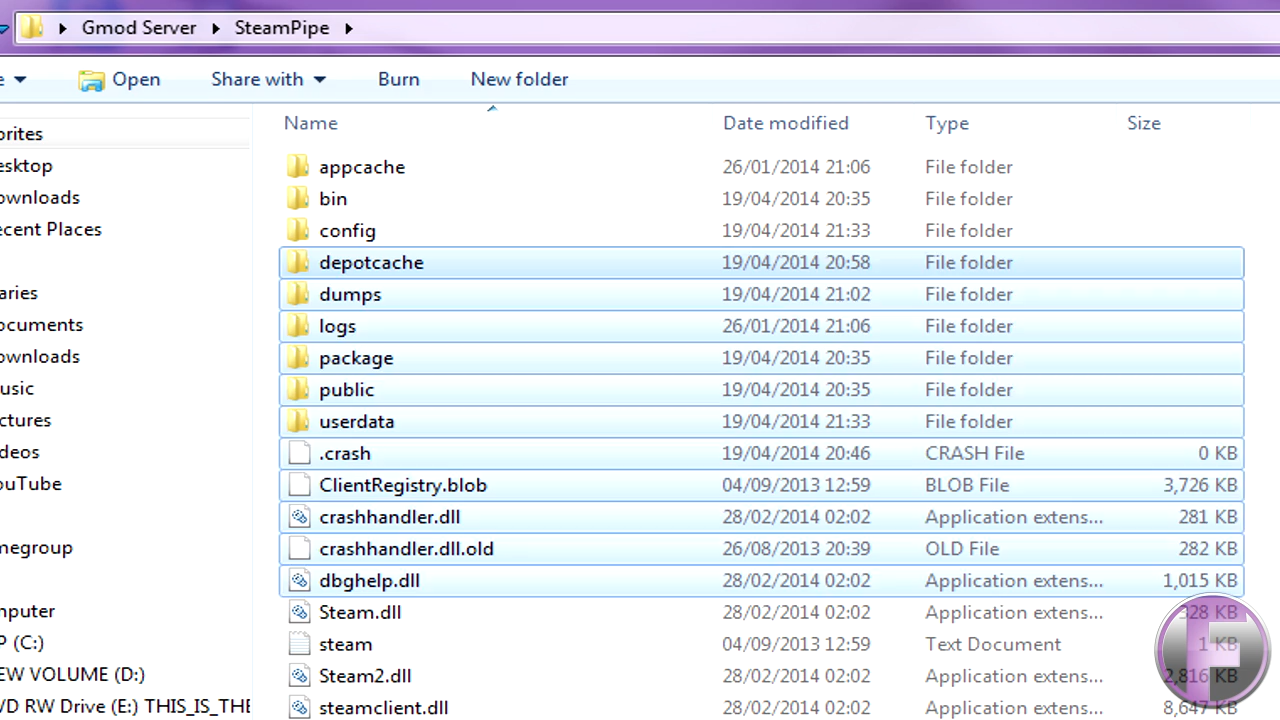 Gmod Server SteamPipe
e Open Share with Burn New folder
Name Date modified Type Size
orites
esktop
ownloads
ecent Places
aries
ocuments
ownloads
usic
ctures
deos
ouTube
megroup
mputer
P (C:)
EW VOLUME (D:)
VD RW Drive (E:) THIS_IS_THE
appcache 26/01/2014 21:06 File folder
bin 19/04/2014 20:35 File folder
config 19/04/2014 21:33 File folder
depotcache 19/04/2014 20:58 File folder
dumps 19/04/2014 21:02 File folder
logs 26/01/2014 21:06 File folder
package 19/04/2014 20:35 File folder
public 19/04/2014 20:35 File folder
userdata 19/04/2014 21:33 File folder
.crash 19/04/2014 20:46 CRASH File 0 KB
ClientRegistry.blob 04/09/2013 12:59 BLOB File 3,726 KB
crashhandler.dll 28/02/2014 02:02 Application extens... 281 KB
crashhandler.dll.old 26/08/2013 20:39 OLD File 282 KB
dbghelp.dll 28/02/2014 02:02 Application extens... 1,015 KB
Steam.dll 28/02/2014 02:02 Application extens... 328 KB
steam 04/09/2013 12:59 Text Document 1 KB
Steam2.dll 28/02/2014 02:02 Application extens... 2,816 KB
steamclient.dll 28/02/2014 02:02 Application extens... 8,647 KB
F